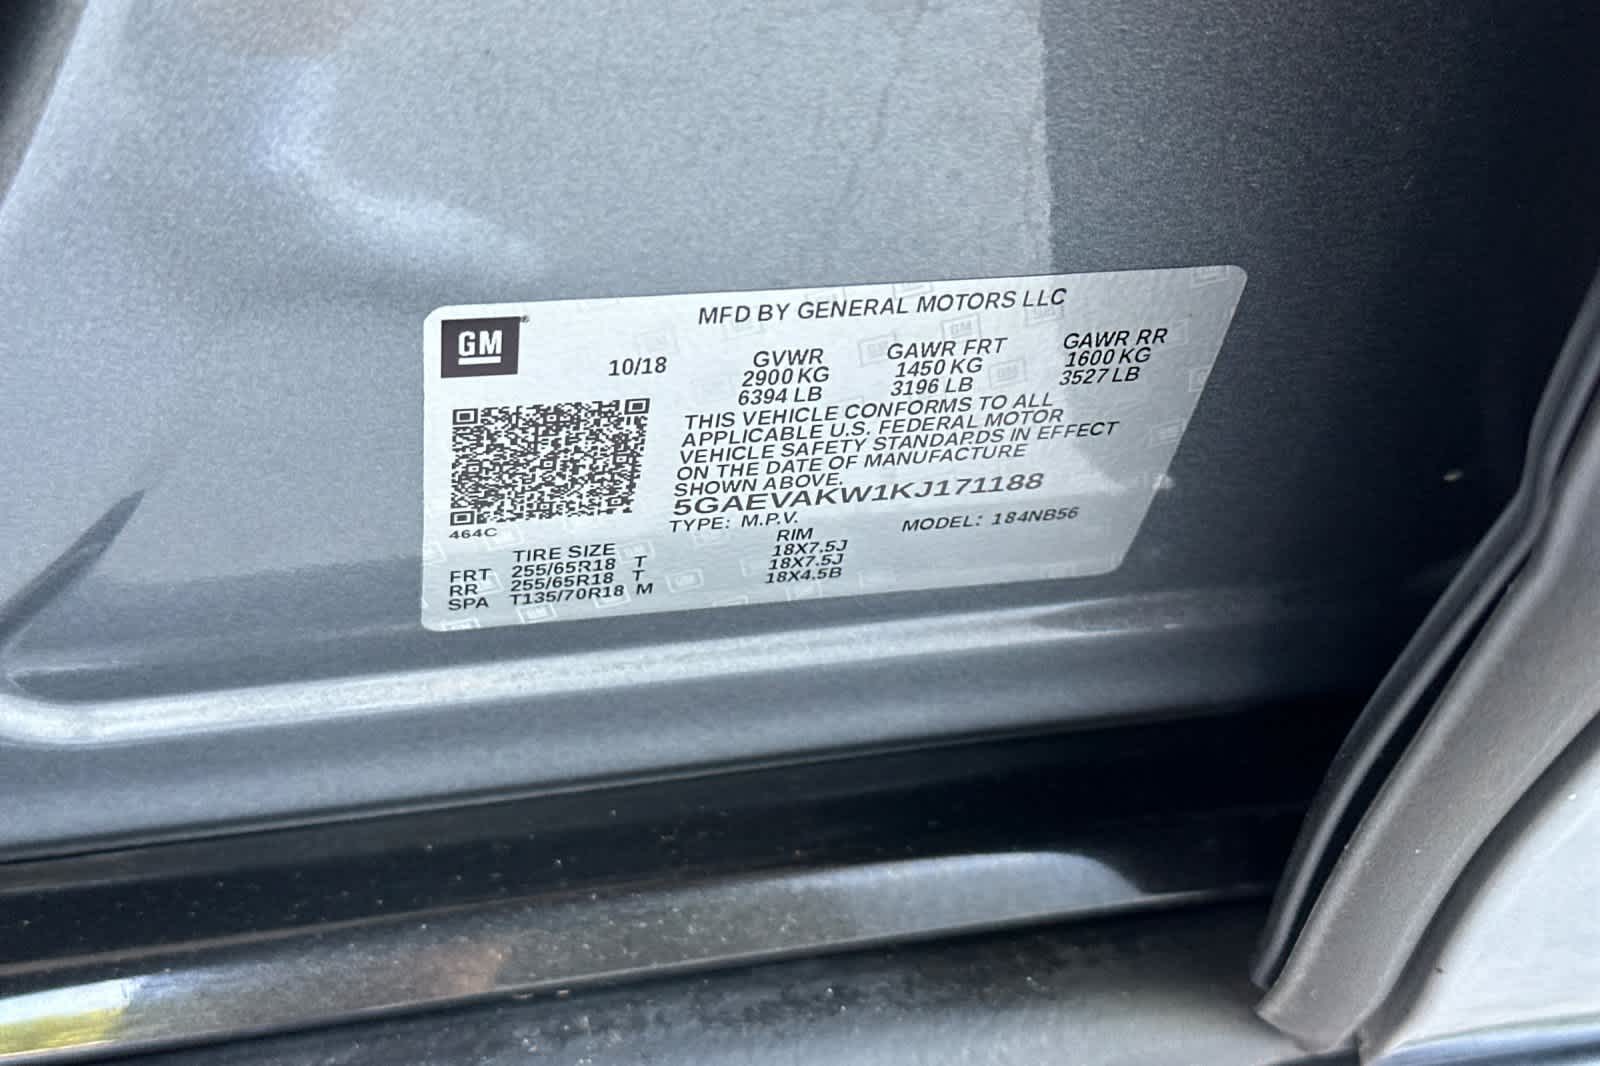 MFD BY GENERAL MOTORS LLC
GM®
10/18
GVWR
2900 KG
6394 LB
GAWR FRT
1450 KG
3196 LB
GAWR RR
1600 KG
3527 LB
THIS VEHICLE CONFORMS TO ALL
APPLICABLE U.S. FEDERAL MOTOR
VEHICLE SAFETY STANDARDS IN EFFECT
ON THE DATE OF MANUFACTURE
SHOWN ABOVE.
5GAEVAKW1KJ171188
TYPE: M.P.V.
MODEL: 184NB56
464C
TIRE SIZE RIM
FRT 255/65R18 T 18X7.5J
RR 255/65R18 T 18X7.5J
SPA T135/70R18 M 18X4.5B